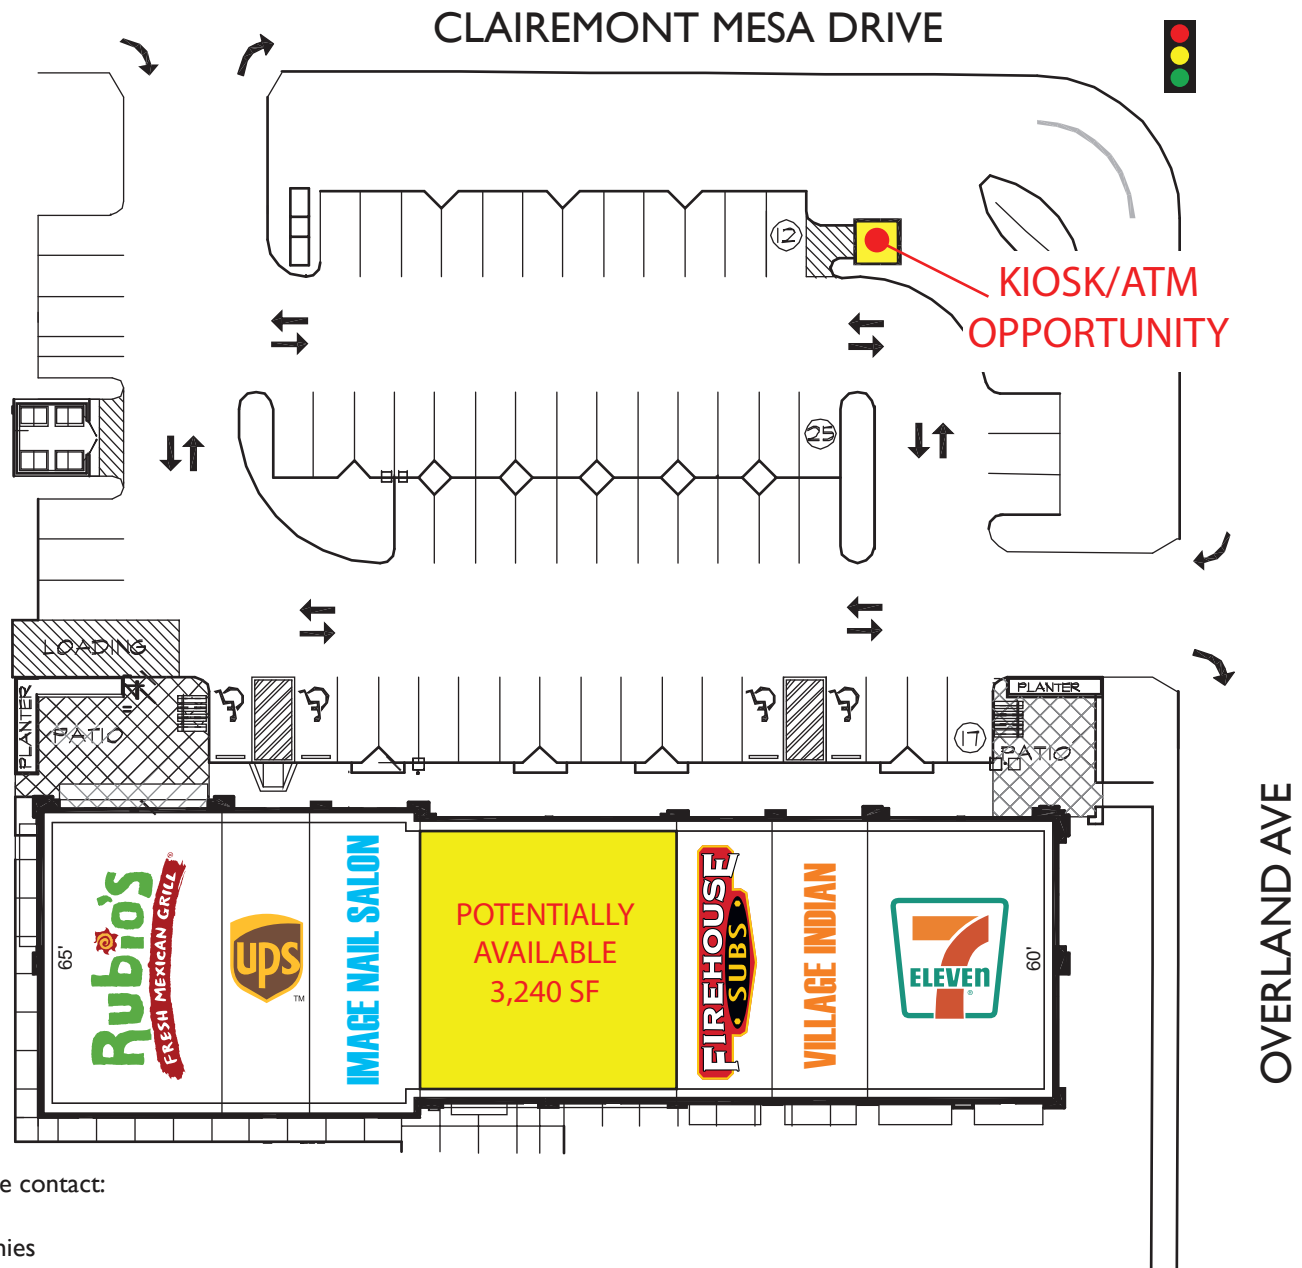 CLAIREMONT MESA DRIVE
12
KIOSK/ATM
OPPORTUNITY
25
LOADING
PLANTER
PATIO
17
PLANTER
PATIO
65'
Rubio's
FRESH MEXICAN GRILL
®
ups
TM
IMAGE NAIL SALON
POTENTIALLY
AVAILABLE
3,240 SF
FIREHOUSE
SUBS
VILLAGE INDIAN
7
ELEVEn
®
60'
OVERLAND AVE
e contact:
nies